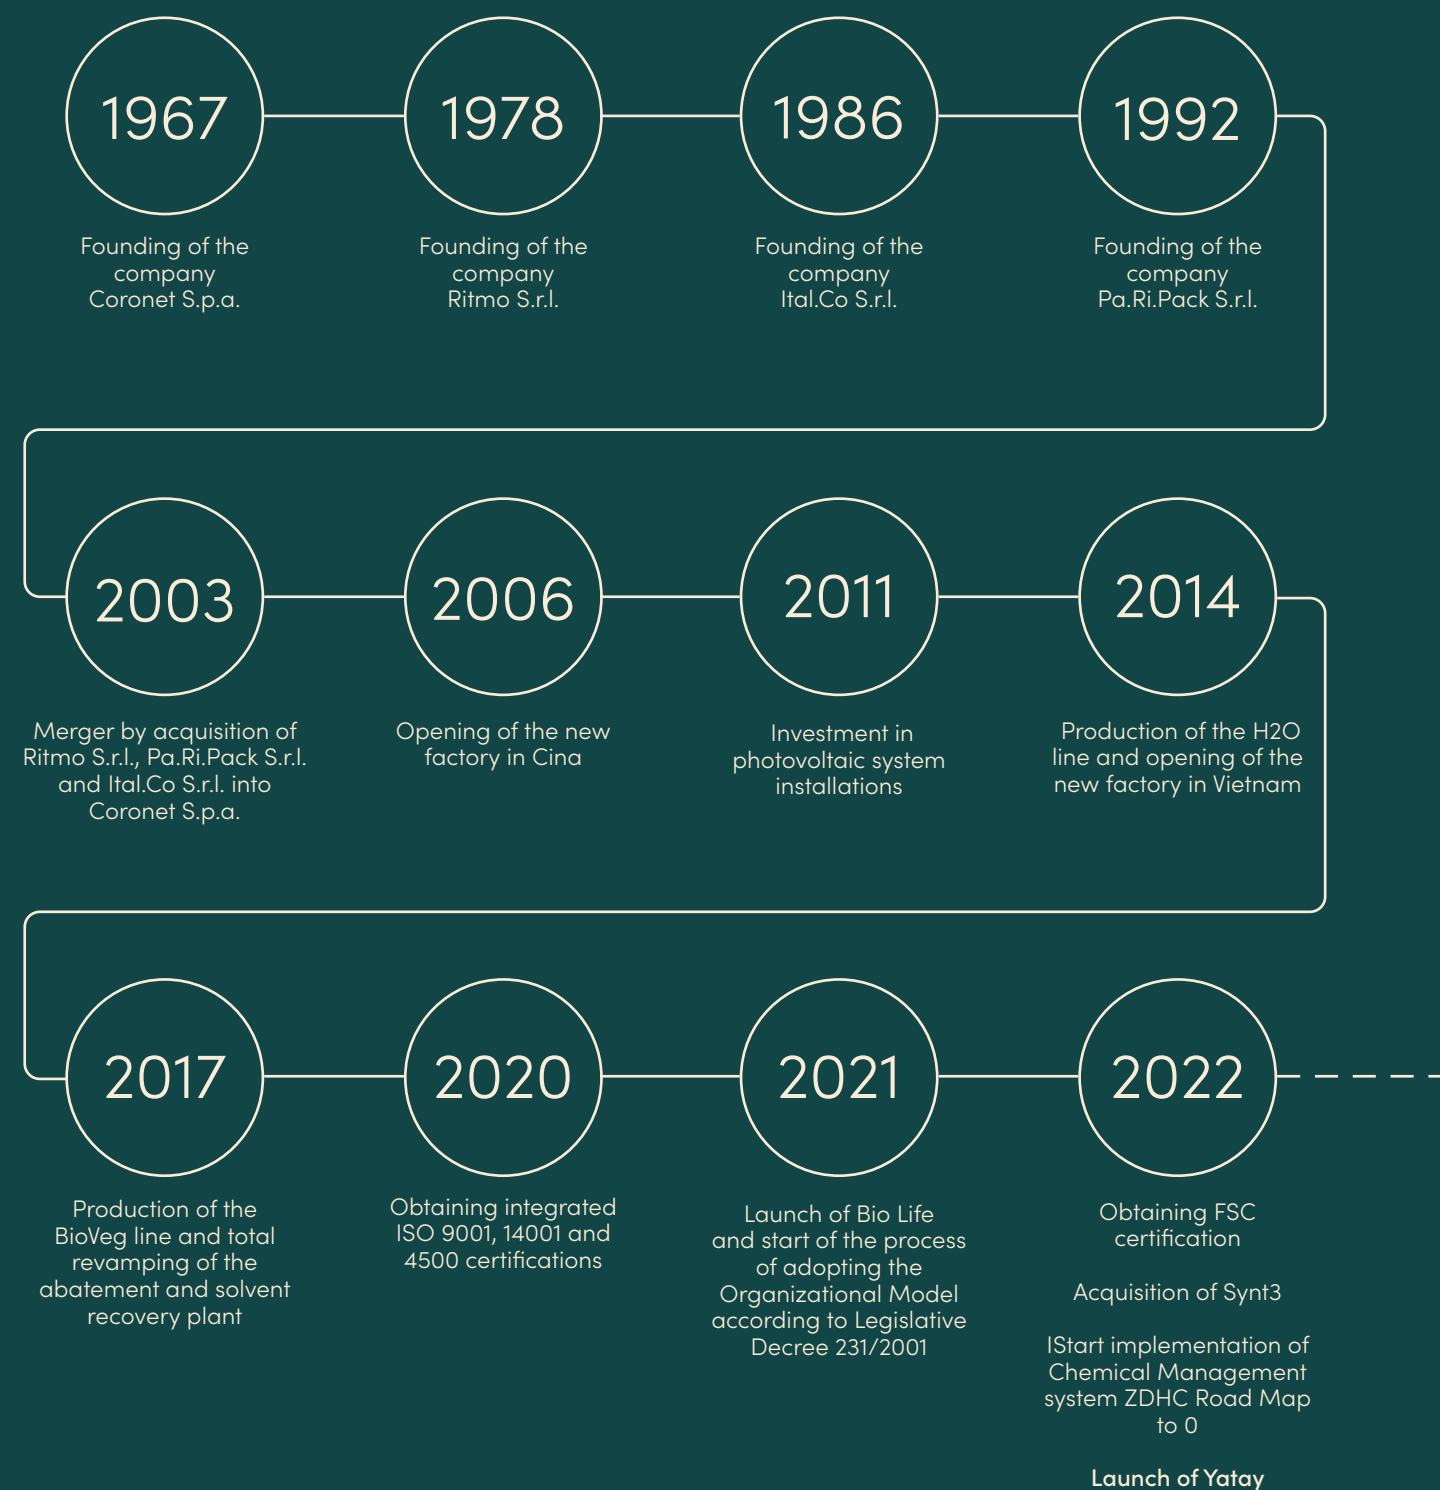 1967
Founding of the
company
Coronet S.p.a.
1978
Founding of the
company
Ritmo S.r.l.
1986
Founding of the
company
Ital.Co S.r.l.
1992
Founding of the
company
Pa.Ri.Pack S.r.l.
2003
Merger by acquisition of
Ritmo S.r.l., Pa.Ri.Pack S.r.l.
and Ital.Co S.r.l. into
Coronet S.p.a.
2006
Opening of the new
factory in Cina
2011
Investment in
photovoltaic system
installations
2014
Production of the H2O
line and opening of the
new factory in Vietnam
2017
Production of the
BioVeg line and total
revamping of the
abatement and solvent
recovery plant
2020
Obtaining integrated
ISO 9001, 14001 and
4500 certifications
2021
Launch of Bio Life
and start of the process
of adopting the
Organizational Model
according to Legislative
Decree 231/2001
2022
Obtaining FSC
certification
Acquisition of Synt3
IStart implementation of
Chemical Management
system ZDHC Road Map
to 0
Launch of Yatay